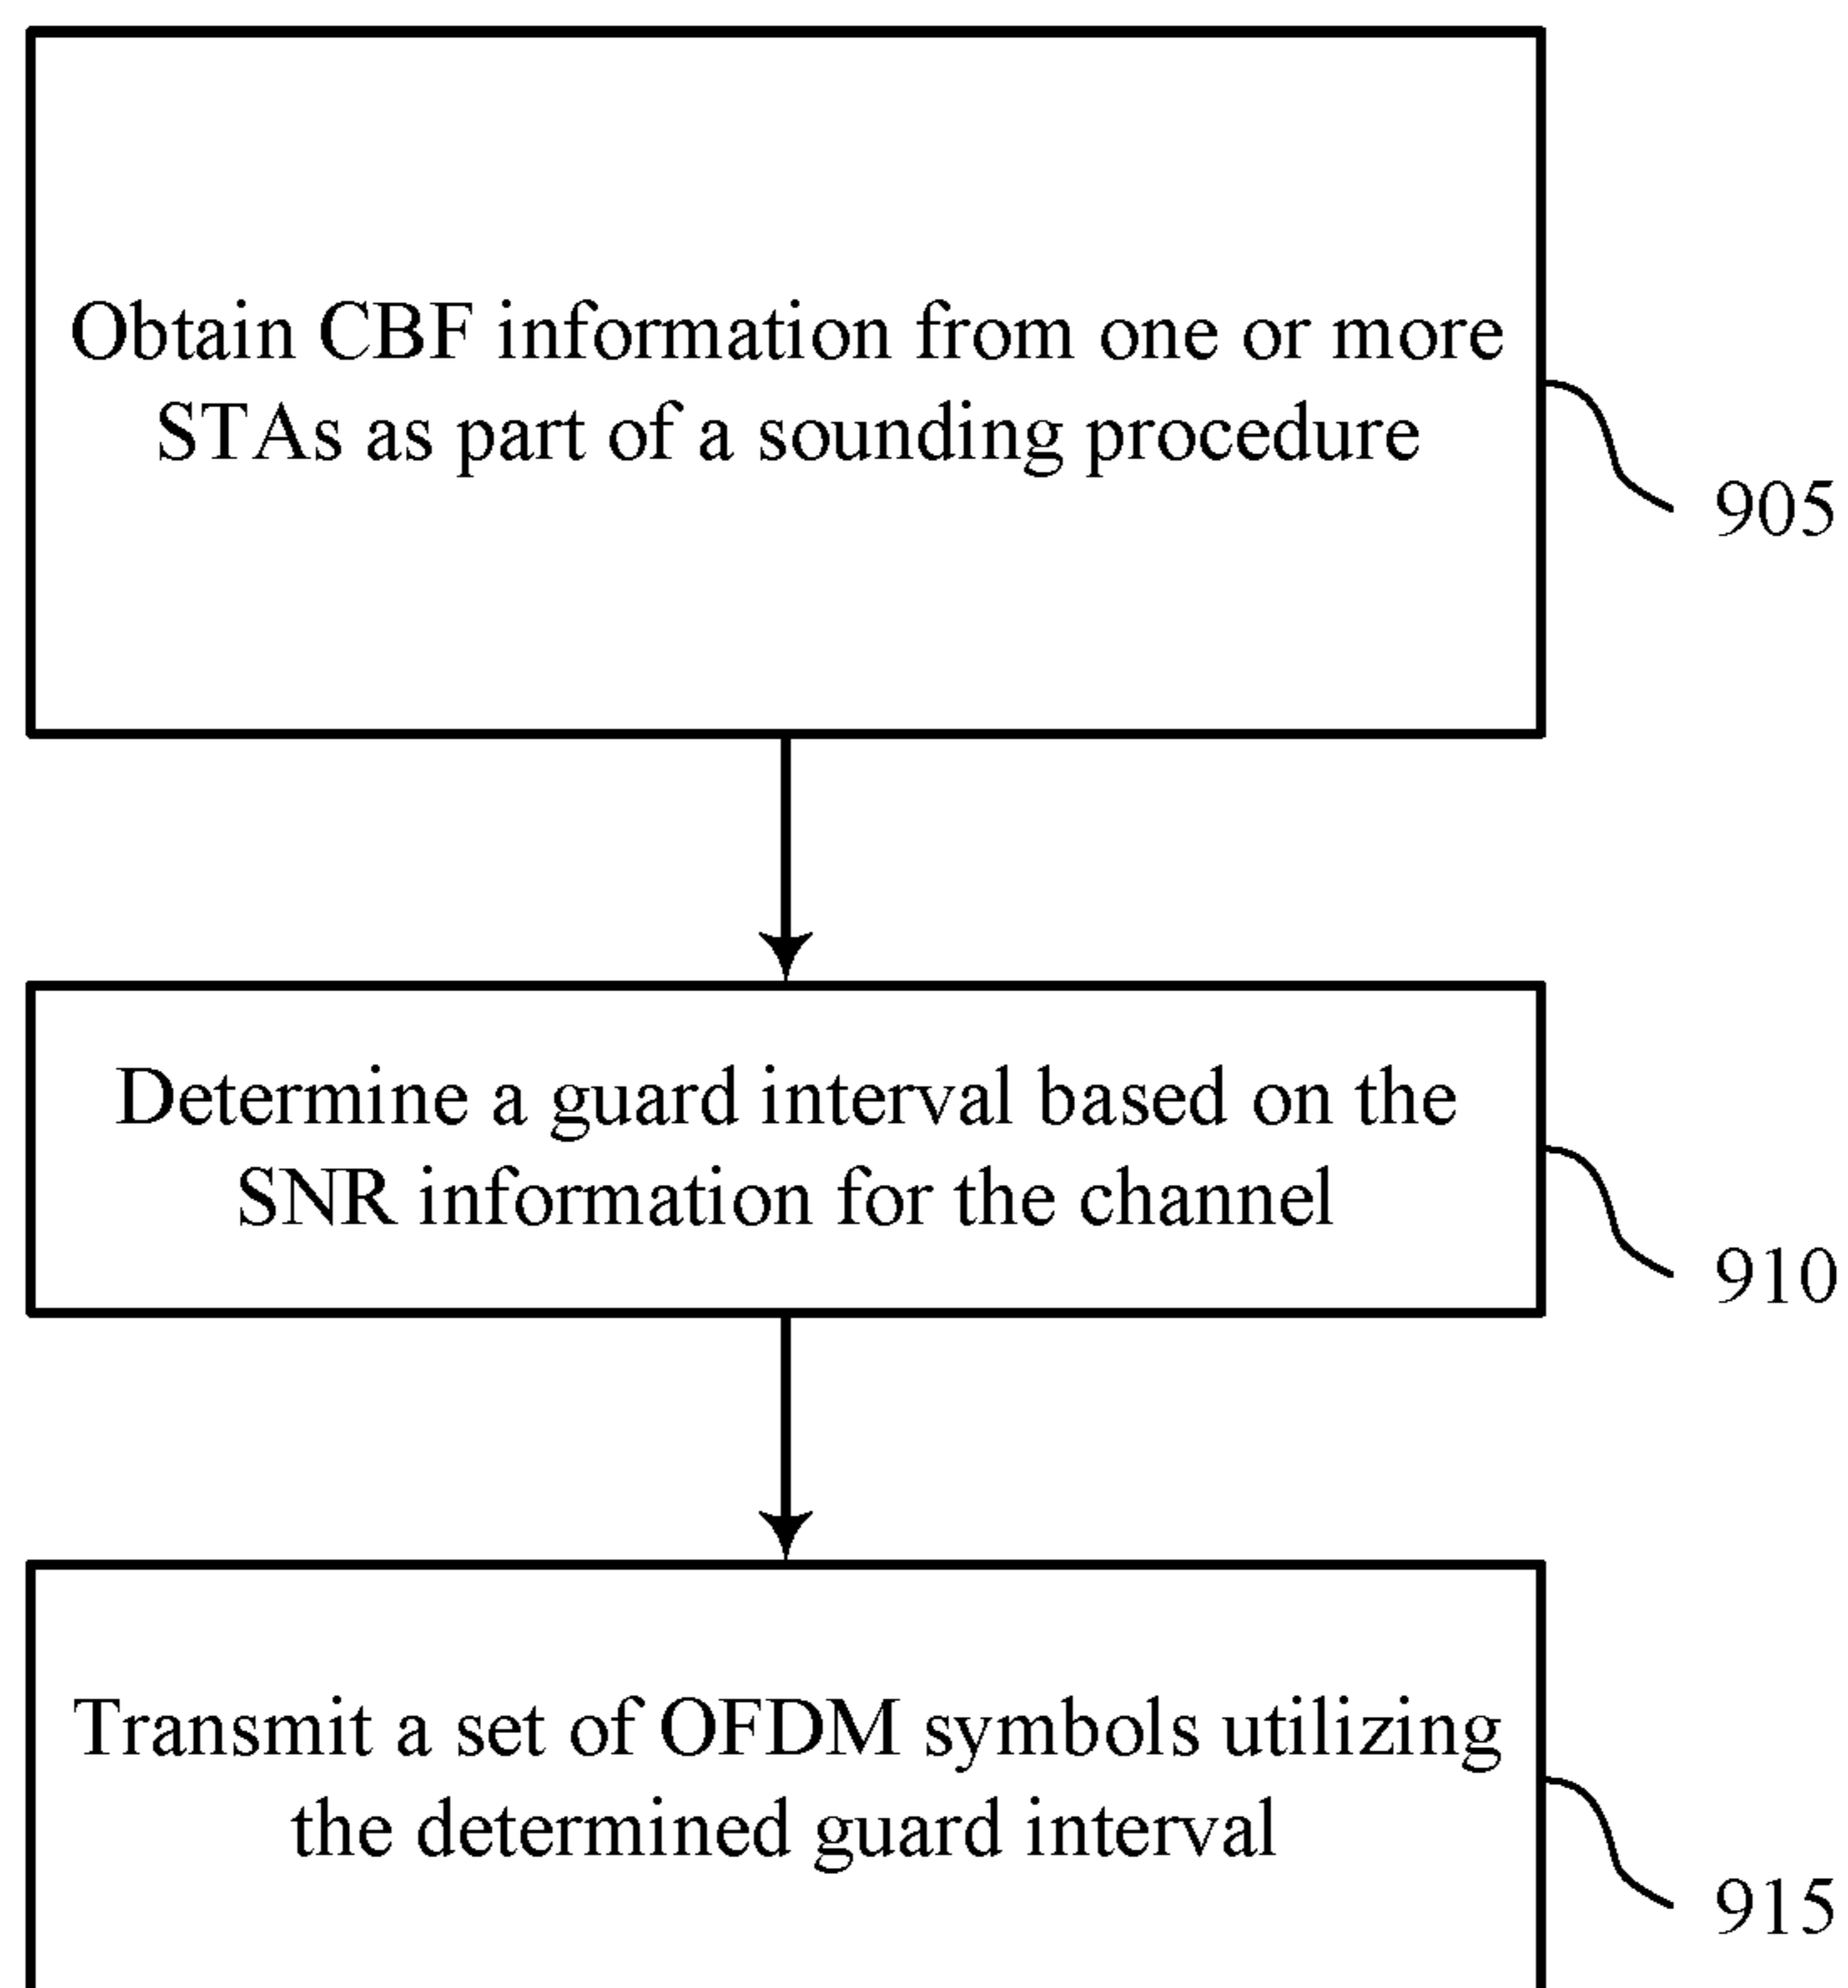 Obtain CBF information from one or more
STAs as part of a sounding procedure
905
Determine a guard interval based on the
SNR information for the channel
910
Transmit a set of OFDM symbols utilizing
the determined guard interval
915